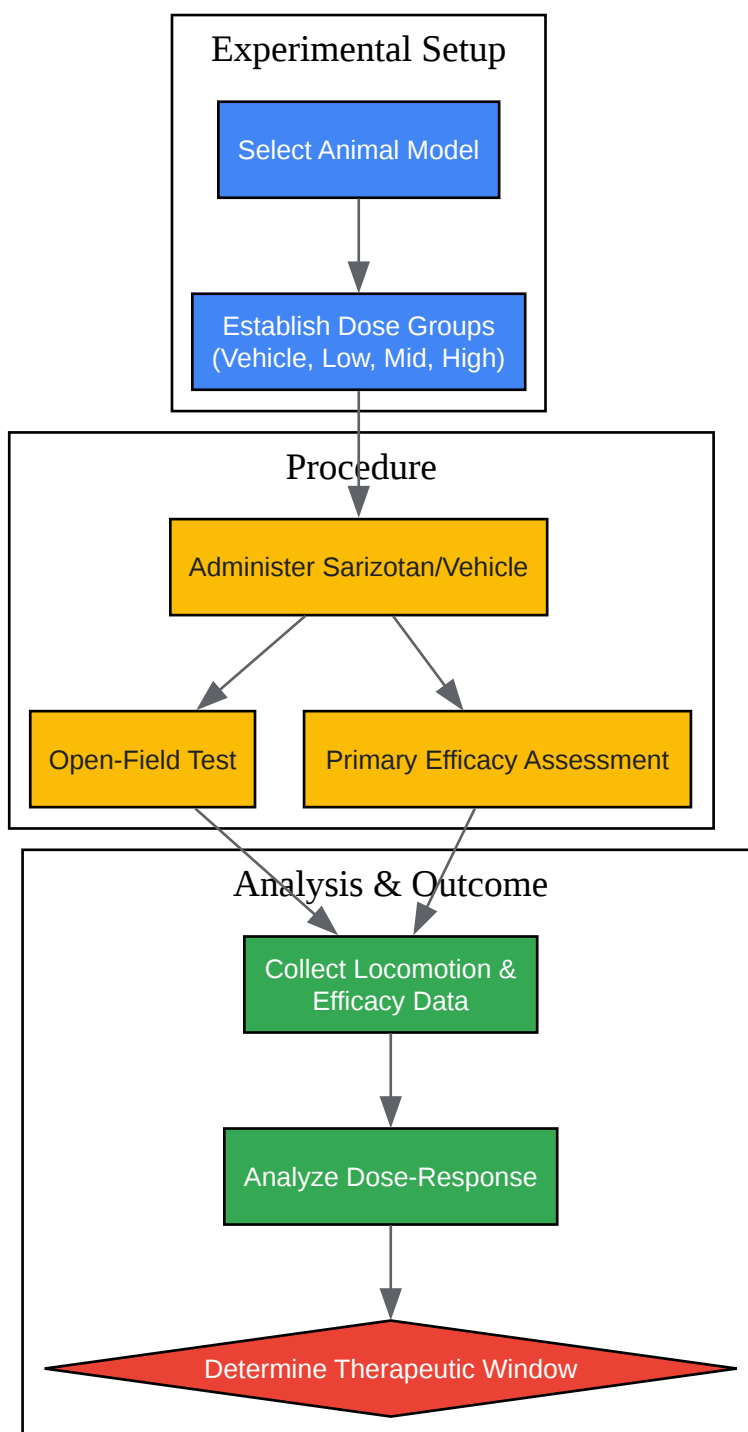 Experimental Setup
Select Animal Model
Establish Dose Groups
(Vehicle, Low, Mid, High)
Procedure
Administer Sarizotan/Vehicle
Open-Field Test
Primary Efficacy Assessment
Analysis & Outcome
Collect Locomotion &
Efficacy Data
Analyze Dose-Response
Determine Therapeutic Window